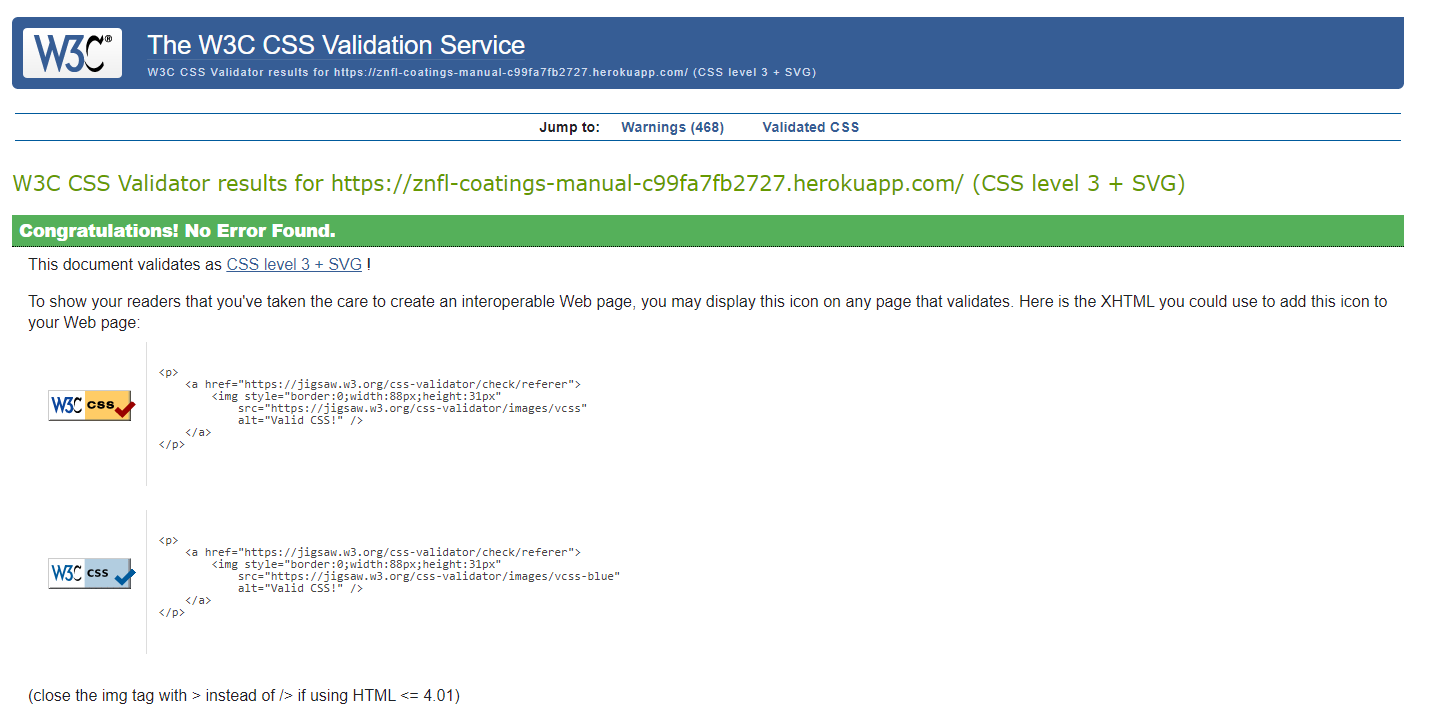 W3C®
The W3C CSS Validation Service
W3C CSS Validator results for https://znfl-coatings-manual-c99fa7fb2727.herokuapp.com/ (CSS level 3 + SVG)
Jump to: Warnings (468) Validated CSS
W3C CSS Validator results for https://znfl-coatings-manual-c99fa7fb2727.herokuapp.com/ (CSS level 3 + SVG)
Congratulations! No Error Found.
This document validates as CSS level 3 + SVG !
To show your readers that you've taken the care to create an interoperable Web page, you may display this icon on any page that validates. Here is the XHTML you could use to add this icon to
your Web page:
W3C css
<p>
<a href="https://jigsaw.w3.org/css-validator/check/referer">
<img style="border:0;width:88px;height:31px"
src="https://jigsaw.w3.org/css-validator/images/vcss"
alt="Valid CSS!" />
</a>
</p>
W3C css
<p>
<a href="https://jigsaw.w3.org/css-validator/check/referer">
<img style="border:0;width:88px;height:31px"
src="https://jigsaw.w3.org/css-validator/images/vcss-blue"
alt="Valid CSS!" />
</a>
</p>
(close the img tag with > instead of /> if using HTML <= 4.01)